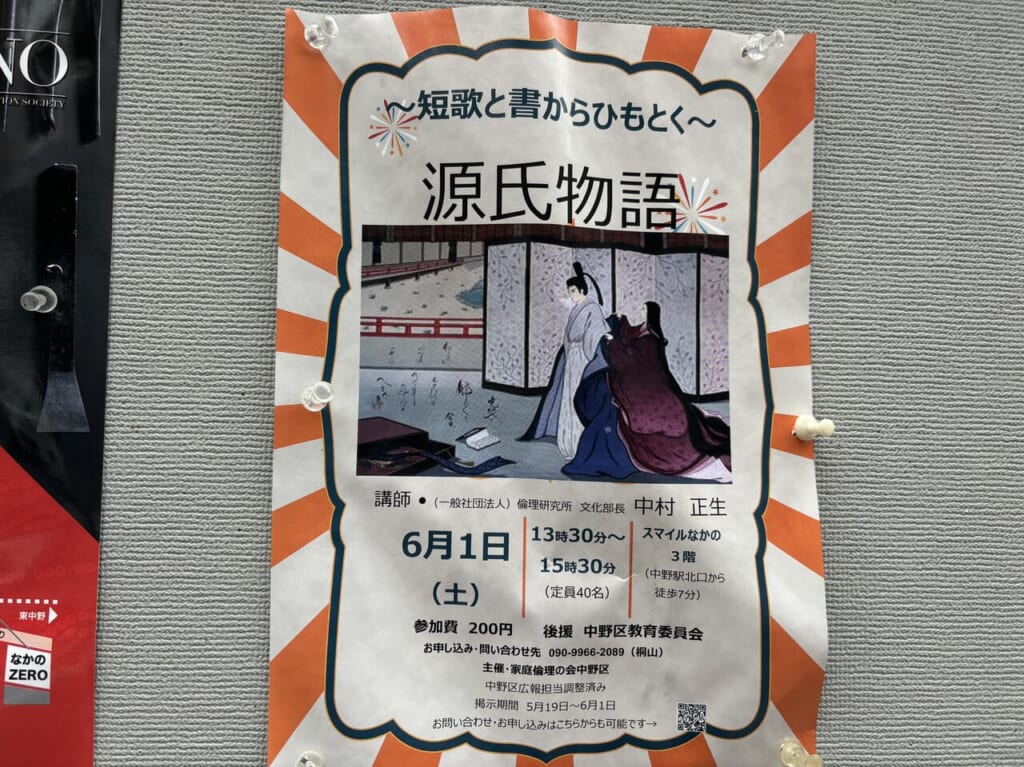 NO
TION SOCIETY
東中野
なかの
ZERO
～短歌と書からひもとく～
源氏物語
講師・（一般社団法人）倫理研究所 文化部長 中村 正生
6月1日
（土）
13時30分～
15時30分
（定員40名）
スマイルなかの
3階
（中野駅北口から
徒歩7分）
参加費 200円 後援 中野区教育委員会
お申し込み・問い合わせ先 090-9966-2089（桐山）
主催・家庭倫理の会中野区
中野区広報担当調整済み
掲示期間 5月19日～6月1日
お問い合わせ・お申し込みはこちらからも可能です→